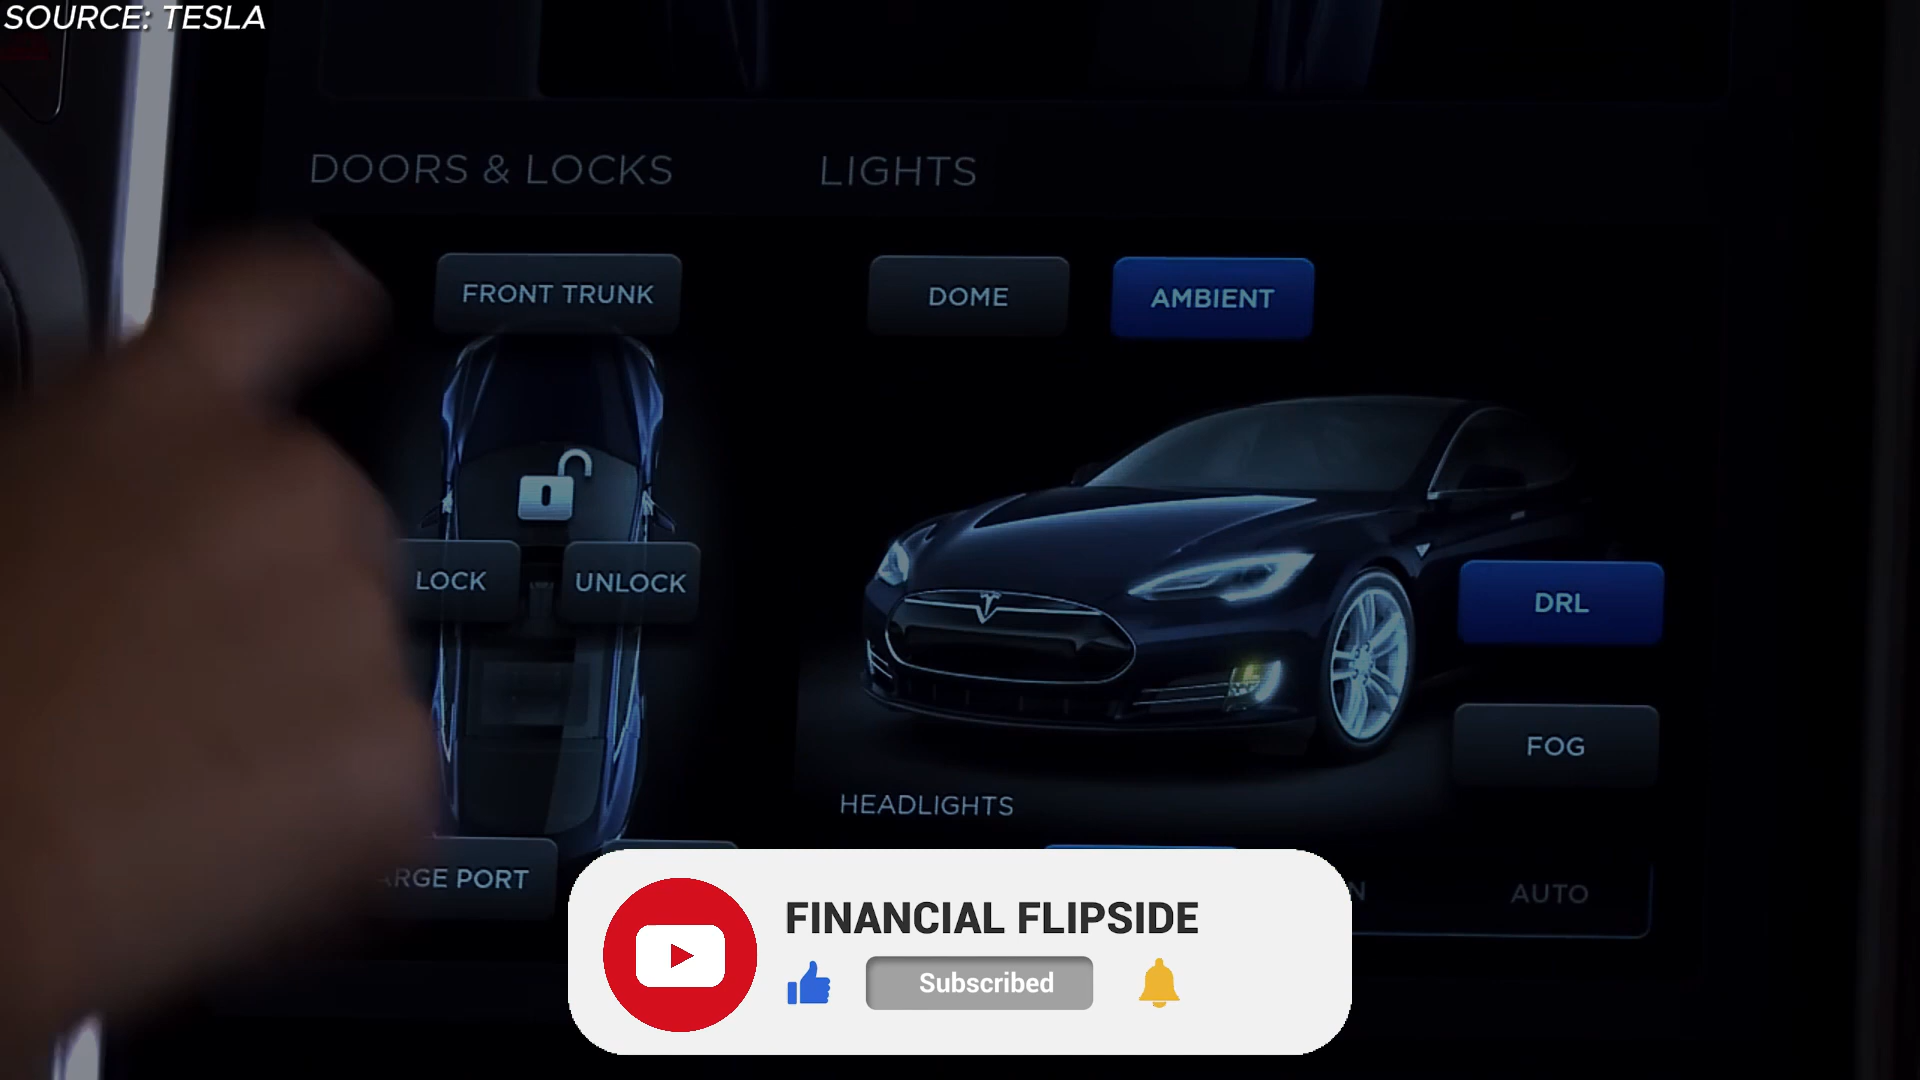 SOURCE: TESLA
DOORS & LOCKS
LIGHTS
FRONT TRUNK
DOME
AMBIENT
LOCK
UNLOCK
DRL
FOG
HEADLIGHTS
ARGE PORT
N
AUTO
FINANCIAL FLIPSIDE
Subscribed